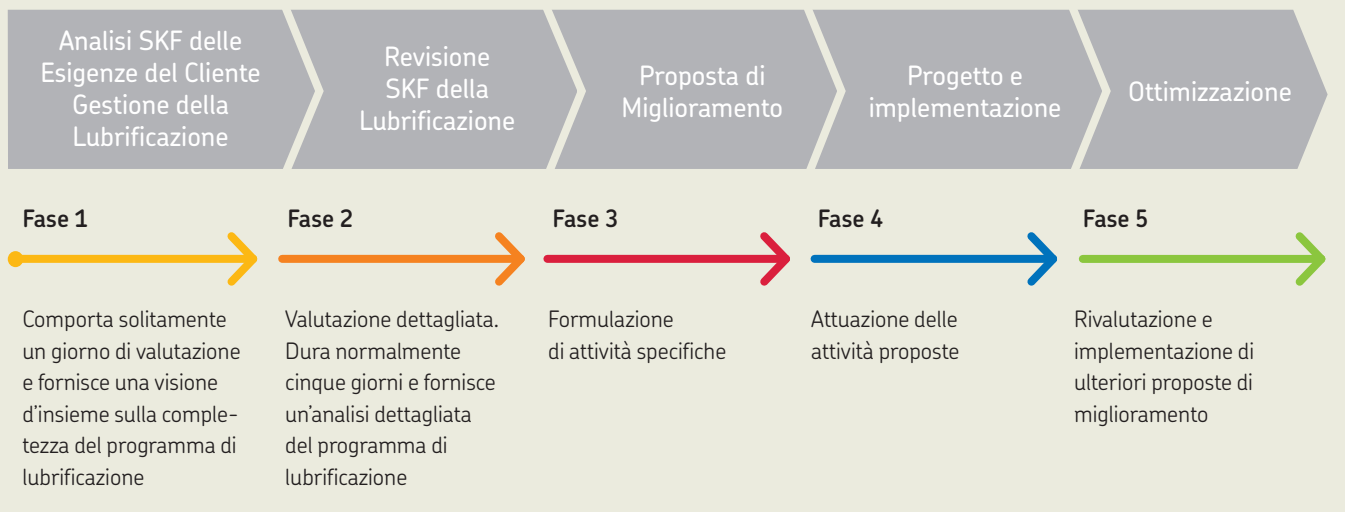 Analisi SKF delle
Esigenze del Cliente
Gestione della
Lubrificazione
Revisione
SKF della
Lubrificazione
Proposta di
Miglioramento
Progetto e
implementazione
Ottimizzazione
Fase 1
Comporta solitamente
un giorno di valutazione
e fornisce una visione
d'insieme sulla comple-
tezza del programma di
lubrificazione
Fase 2
Valutazione dettagliata.
Dura normalmente
cinque giorni e fornisce
un'analisi dettagliata
del programma di
lubrificazione
Fase 3
Formulazione
di attività specifiche
Fase 4
Attuazione delle
attività proposte
Fase 5
Rivalutazione e
implementazione di
ulteriori proposte di
miglioramento